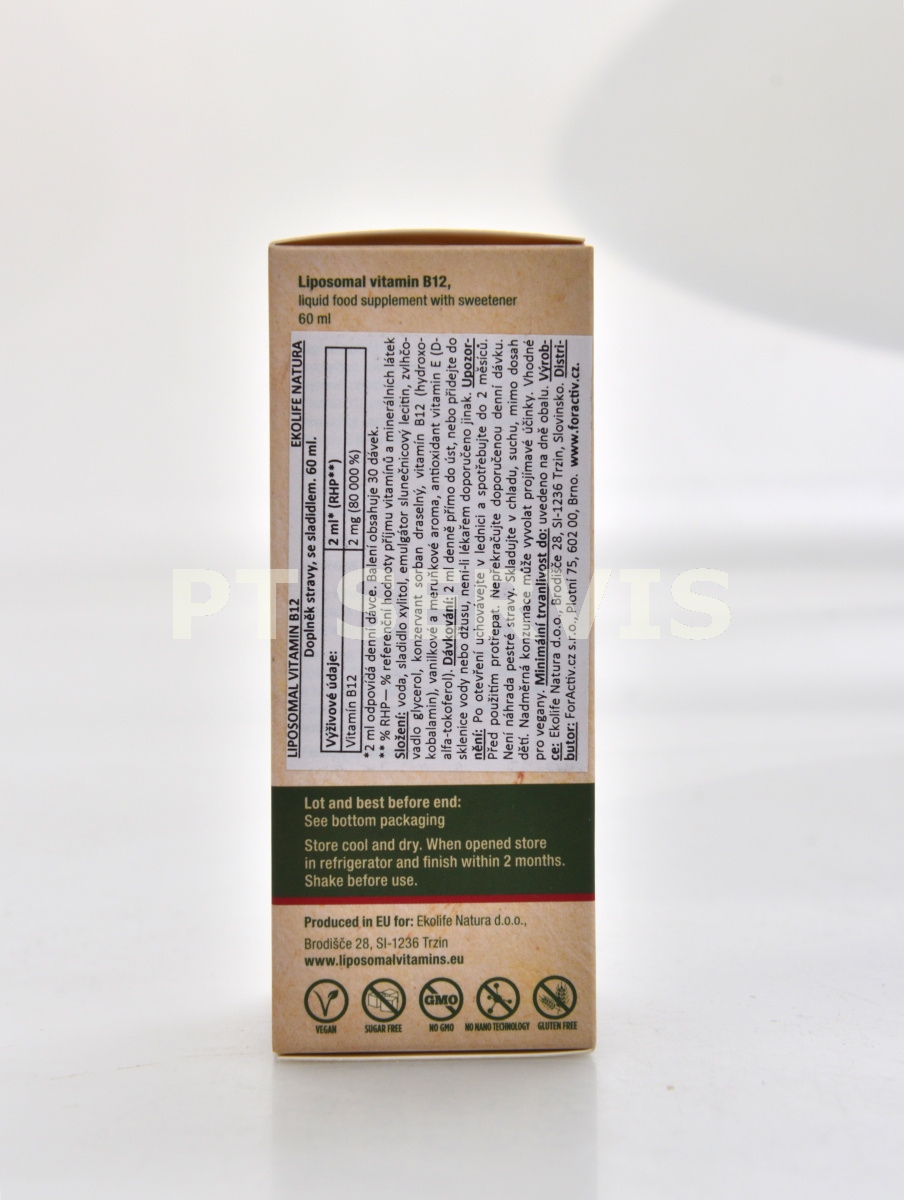 Liposomal vitamin B12,
liquid food supplement with sweetener
60 ml
LIPOSOMAL VITAMIN B12 EKOLIFE NATURA
Doplněk stravy, se sladidlem. 60 ml.
Výživové údaje: 2 ml* (RHP**)
Vitamín B12 2 mg (80 000 %)
*2 ml odpovídá denní dávce. Balení obsahuje 30 dávek.
** % RHP— % referenční hodnoty příjmu vitamínů a minerálních látek
Složení: voda, sladidlo xylitol, emulgátor slunečnicový lecitin, zvlhčo-
vadlo glycerol, konzervant sorban draselný, vitamín B12 (hydroxo-
kobalamin), vanilkové a meruňkové aroma, antioxidant vitamin E (D-
alfa-tokoferol). Dávkování: 2 ml denně přímo do úst, nebo přidejte do
sklenice vody nebo džusu, není-li lékařem doporučeno jinak. Upozor-
nění: Po otevření uchovávejte v lednici a spotřebujte do 2 měsíců.
Před použitím protřepat. Nepřekračujte doporučenou denní dávku.
Není náhrada pestré stravy. Skladujte v chladu, suchu, mimo dosah
dětí. Nadměrná konzumace může vyvolat projímavé účinky. Vhodné
pro vegany. Minimální trvanlivost do: uvedeno na dně obalu. Výrob-
ce: Ekolife Natura d.o.o., Brodišče 28, SI-1236 Trzin, Slovinsko. Distri-
butor: ForActiv.cz s.r.o., Plotní 75, 602 00, Brno. www.foractiv.cz.
PT SERVIS
Lot and best before end:
See bottom packaging
Store cool and dry. When opened store
in refrigerator and finish within 2 months.
Shake before use.
Produced in EU for: Ekolife Natura d.o.o.,
Brodišče 28, SI-1236 Trzin
www.liposomalvitamins.eu
GMO
VEGAN SUGAR FREE NO GMO NO NANO TECHNOLOGY GLUTEN FREE